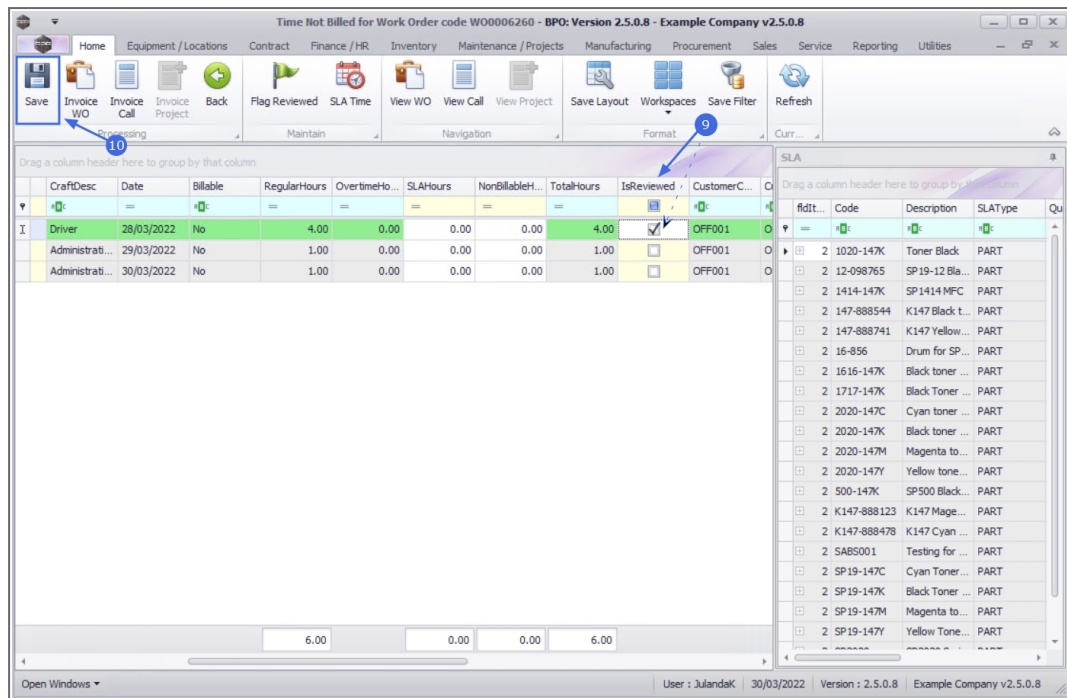 Time Not Billed for Work Order code WO0006260 - BPO: Version 2.5.0.8 - Example Company v2.5.0.8
Home Equipment / Locations Contract Finance / HR Inventory Maintenance / Projects Manufacturing Procurement Sales Service Reporting Utilities
Save Invoice WO Invoice Call Invoice Project Back Flag Reviewed SLA Time View WO View Call View Project Save Layout Workspaces Save Filter Refresh
Processing Maintain Navigation Format Curr...
10
9
Drag a column header here to group by that column
CraftDesc Date Billable RegularHours OvertimeHo... SLAHours NonBillableH... TotalHours IsReviewed CustomerC...
Driver 28/03/2022 No 4.00 0.00 0.00 0.00 4.00 OFF001
Administrati... 29/03/2022 No 1.00 0.00 0.00 0.00 1.00 OFF001
Administrati... 30/03/2022 No 1.00 0.00 0.00 0.00 1.00 OFF001
6.00 0.00 0.00 6.00
SLA
Drag a column header here to group by that column
fldIt... Code Description SLAType Qu
2 1020-147K Toner Black PART
2 12-098765 SP19-12 Bla... PART
2 1414-147K SP1414 MFC PART
2 147-888544 K147 Black t... PART
2 147-888741 K147 Yellow... PART
2 16-856 Drum for SP... PART
2 1616-147K Black toner ... PART
2 1717-147K Black Toner ... PART
2 2020-147C Cyan toner ... PART
2 2020-147K Black toner ... PART
2 2020-147M Magenta to... PART
2 2020-147Y Yellow tone... PART
2 500-147K SP500 Black... PART
2 K147-888123 K147 Mage... PART
2 K147-888478 K147 Cyan ... PART
2 SABS001 Testing for ... PART
2 SP19-147C Cyan Toner... PART
2 SP19-147K Black Toner ... PART
2 SP19-147M Magenta to... PART
2 SP19-147Y Yellow Tone... PART
Open Windows User : JulandaK 30/03/2022 Version : 2.5.0.8 Example Company v2.5.0.8